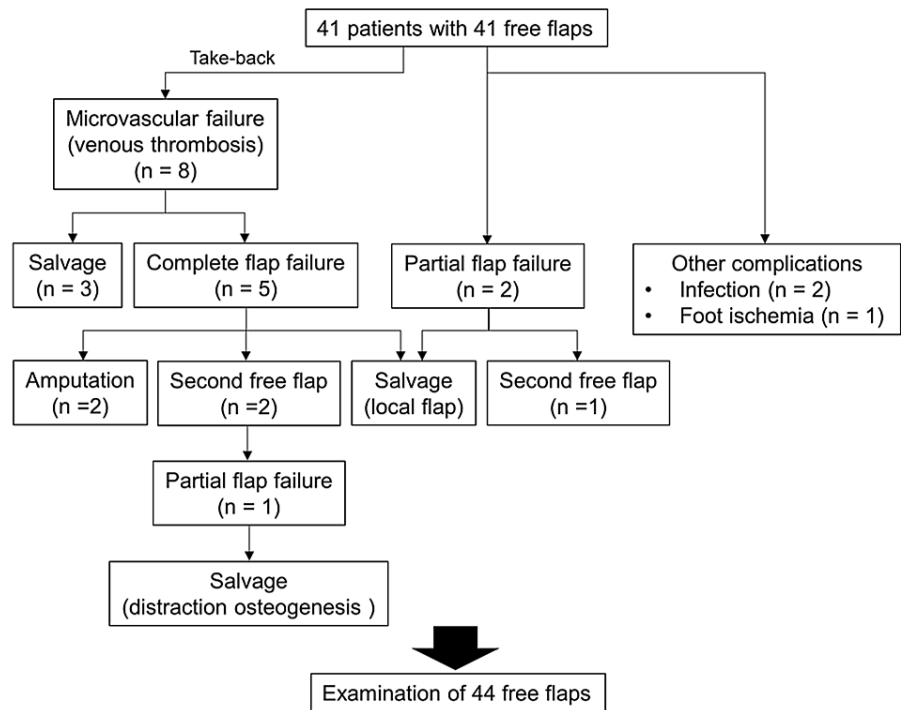 41 patients with 41 free flaps
Take-back
Microvascular failure
(venous thrombosis)
(n = 8)
Salvage
(n = 3)
Complete flap failure
(n = 5)
Partial flap failure
(n = 2)
Other complications
• Infection (n = 2)
• Foot ischemia (n = 1)
Amputation
(n =2)
Second free flap
(n =2)
Salvage
(local flap)
Second free flap
(n =1)
Partial flap failure
(n = 1)
Salvage
(distraction osteogenesis )
Examination of 44 free flaps